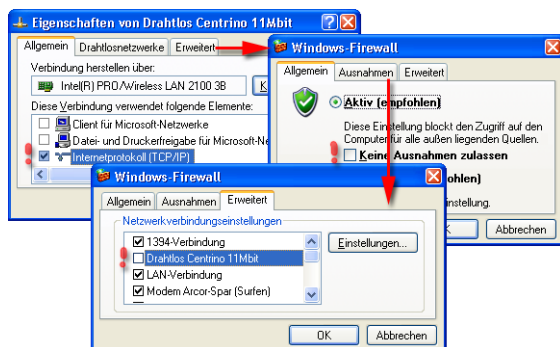 Eigenschaften von Drahtlos Centrino 11Mbit
Allgemein Drahtlosnetzwerke Erweitert
Verbindung herstellen über:
Intel(R) PRO/Wireless LAN 2100 3B
Diese Verbindung verwendet folgende Elemente:
Client für Microsoft-Netzwerke
Datei- und Druckerfreigabe für Microsoft-Ne
Internetprotokoll (TCP/IP)
Windows-Firewall
Allgemein Ausnahmen Erweitert
Aktiv (empfohlen)
Diese Einstellung blockt den Zugriff auf den
Computer für alle außen liegenden Quellen.
Keine Ausnahmen zulassen
ohlen)
instellung.
Abbrechen
Windows-Firewall
Allgemein Ausnahmen Erweitert
Netzwerkverbindungseinstellungen
1394-Verbindung
Drahtlos Centrino 11Mbit
LAN-Verbindung
Modem Arcor-Spar (Surfen)
Einstellungen...
OK Abbrechen